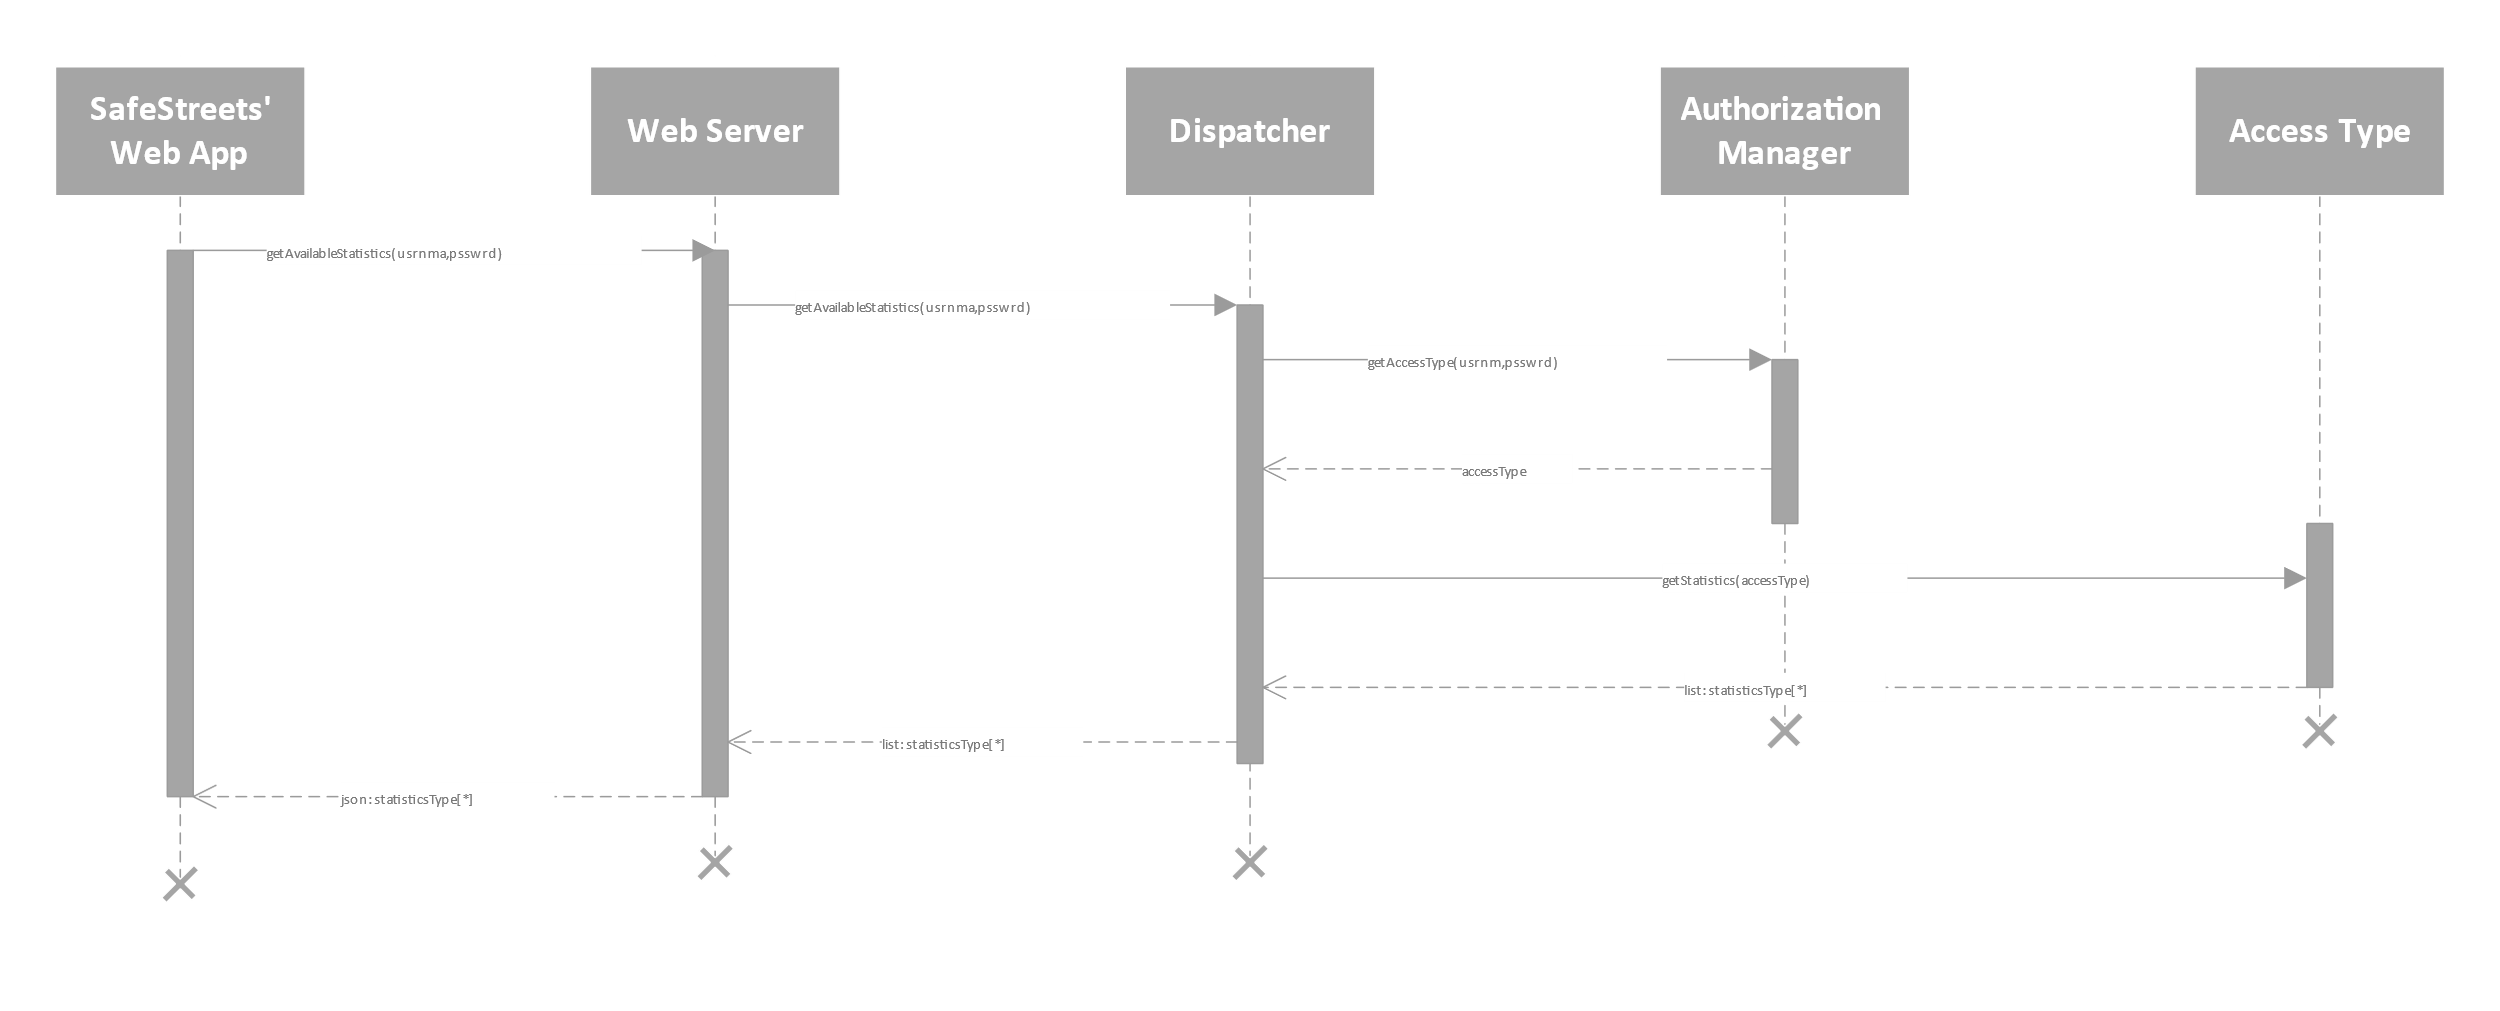 SafeStreets'
Web App
Web Server
Dispatcher
Authorization
Manager
Access Type
getAvailableStatistics(usrnma,psswrd)
getAvailableStatistics(usrnma,psswrd)
getAccessType(usrnm,psswrd)
accessType
getStatistics(accessType)
list:statisticsType[*]
list:statisticsType[*]
json:statisticsType[*]